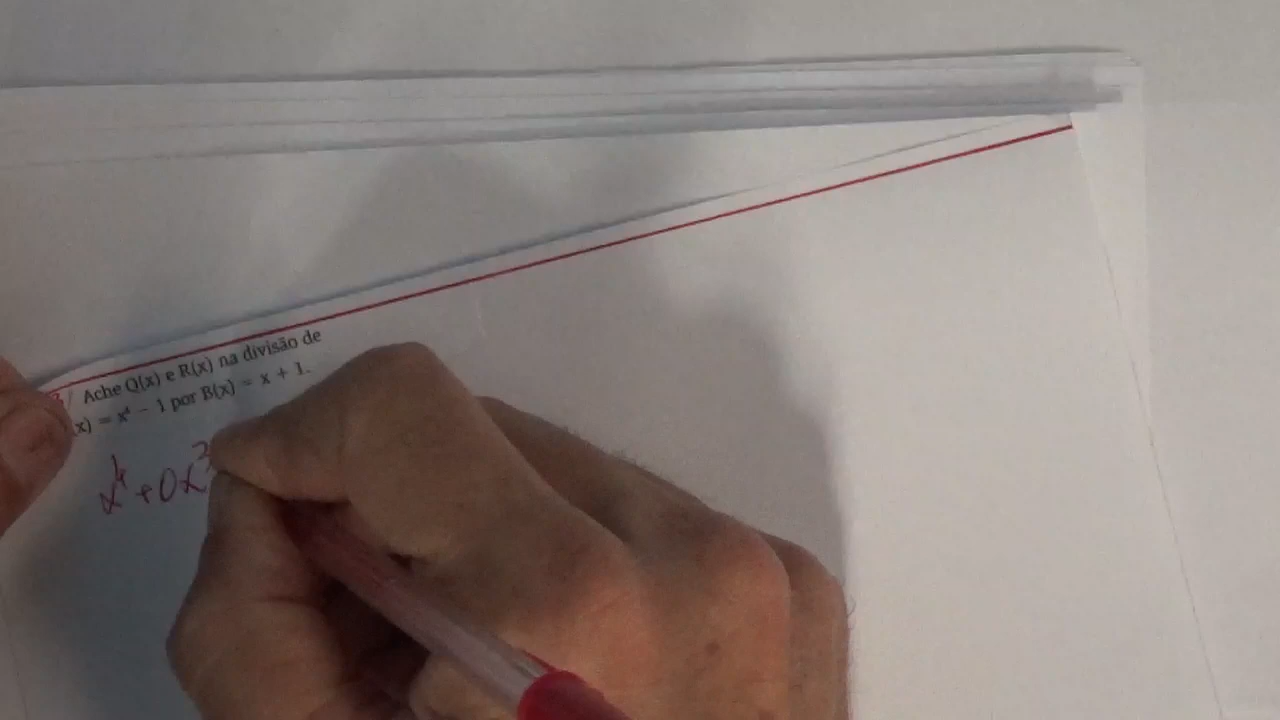 Ache Q(x) e R(x) na divisão de
x) = x⁴ − 1 por B(x) = x + 1.
x⁴+0x³